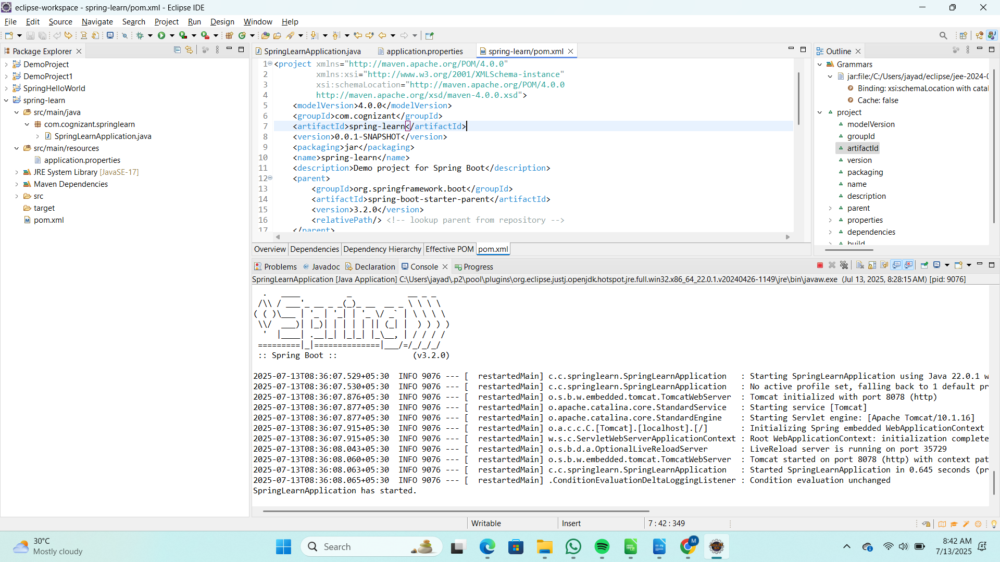 eclipse-workspace - spring-learn/pom.xml - Eclipse IDE
File Edit Source Navigate Search Project Run Design Window Help
Package Explorer
DemoProject
DemoProject1
SpringHelloWorld
spring-learn
src/main/java
com.cognizant.springlearn
SpringLearnApplication.java
src/main/resources
application.properties
JRE System Library [JavaSE-17]
Maven Dependencies
src
target
pom.xml
SpringLearnApplication.java application.properties spring-learn/pom.xml
1 <project xmlns="http://maven.apache.org/POM/4.0.0"
2 xmlns:xsi="http://www.w3.org/2001/XMLSchema-instance"
3 xsi:schemaLocation="http://maven.apache.org/POM/4.0.0
4 http://maven.apache.org/xsd/maven-4.0.0.xsd">
5 <modelVersion>4.0.0</modelVersion>
6 <groupId>com.cognizant</groupId>
7 <artifactId>spring-learn</artifactId>
8 <version>0.0.1-SNAPSHOT</version>
9 <packaging>jar</packaging>
10 <name>spring-learn</name>
11 <description>Demo project for Spring Boot</description>
12 <parent>
13 <groupId>org.springframework.boot</groupId>
14 <artifactId>spring-boot-starter-parent</artifactId>
15 <version>3.2.0</version>
16 <relativePath/> <!-- lookup parent from repository -->
17 </parent>
Overview Dependencies Dependency Hierarchy Effective POM pom.xml
Outline
Grammars
jar:file:/C:/Users/jayad/eclipse/jee-2024-0
Binding: xsi:schemaLocation with catal
Cache: false
project
modelVersion
groupId
artifactId
version
packaging
name
description
parent
properties
dependencies
build
Problems @ Javadoc Declaration Console Progress
SpringLearnApplication [Java Application] C:\Users\jayad\.p2\pool\plugins\org.eclipse.justj.openjdk.hotspot.jre.full.win32.x86_64_22.0.1.v20240426-1149\jre\bin\javaw.exe (Jul 13, 2025, 8:28:15 AM) [pid: 9076]
  .   ____          _            __ _ _
 /\\ / ___'_ __ _ _(_)_ __  __ _ \ \ \ \
( ( )\___ | '_ | '_| | '_ \/ _` | \ \ \ \
 \\/  ___)| |_)| | | | | || (_| |  ) ) ) )
  '  |____| .__|_| |_|_| |_\__, | / / / /
 =========|_|==============|___/=/_/_/_/
 :: Spring Boot ::                (v3.2.0)
2025-07-13T08:36:07.529+05:30  INFO 9076 --- [  restartedMain] c.c.springlearn.SpringLearnApplication   : Starting SpringLearnApplication using Java 22.0.1 w
2025-07-13T08:36:07.530+05:30  INFO 9076 --- [  restartedMain] c.c.springlearn.SpringLearnApplication   : No active profile set, falling back to 1 default pr
2025-07-13T08:36:07.876+05:30  INFO 9076 --- [  restartedMain] o.s.b.w.embedded.tomcat.TomcatWebServer  : Tomcat initialized with port 8078 (http)
2025-07-13T08:36:07.877+05:30  INFO 9076 --- [  restartedMain] o.apache.catalina.core.StandardService   : Starting service [Tomcat]
2025-07-13T08:36:07.877+05:30  INFO 9076 --- [  restartedMain] o.apache.catalina.core.StandardEngine    : Starting Servlet engine: [Apache Tomcat/10.1.16]
2025-07-13T08:36:07.915+05:30  INFO 9076 --- [  restartedMain] o.a.c.c.C.[Tomcat].[localhost].[/]       : Initializing Spring embedded WebApplicationContext
2025-07-13T08:36:07.915+05:30  INFO 9076 --- [  restartedMain] w.s.c.ServletWebServerApplicationContext : Root WebApplicationContext: initialization complete
2025-07-13T08:36:08.043+05:30  INFO 9076 --- [  restartedMain] o.s.b.d.a.OptionalLiveReloadServer       : LiveReload server is running on port 35729
2025-07-13T08:36:08.060+05:30  INFO 9076 --- [  restartedMain] o.s.b.w.embedded.tomcat.TomcatWebServer  : Tomcat started on port 8078 (http) with context pat
2025-07-13T08:36:08.063+05:30  INFO 9076 --- [  restartedMain] c.c.springlearn.SpringLearnApplication   : Started SpringLearnApplication in 0.645 seconds (pr
2025-07-13T08:36:08.065+05:30  INFO 9076 --- [  restartedMain] .ConditionEvaluationDeltaLoggingListener : Condition evaluation unchanged
SpringLearnApplication has started.
Writable Insert 7 : 42 : 349
30°C
Mostly cloudy
Search
8:42 AM
7/13/2025